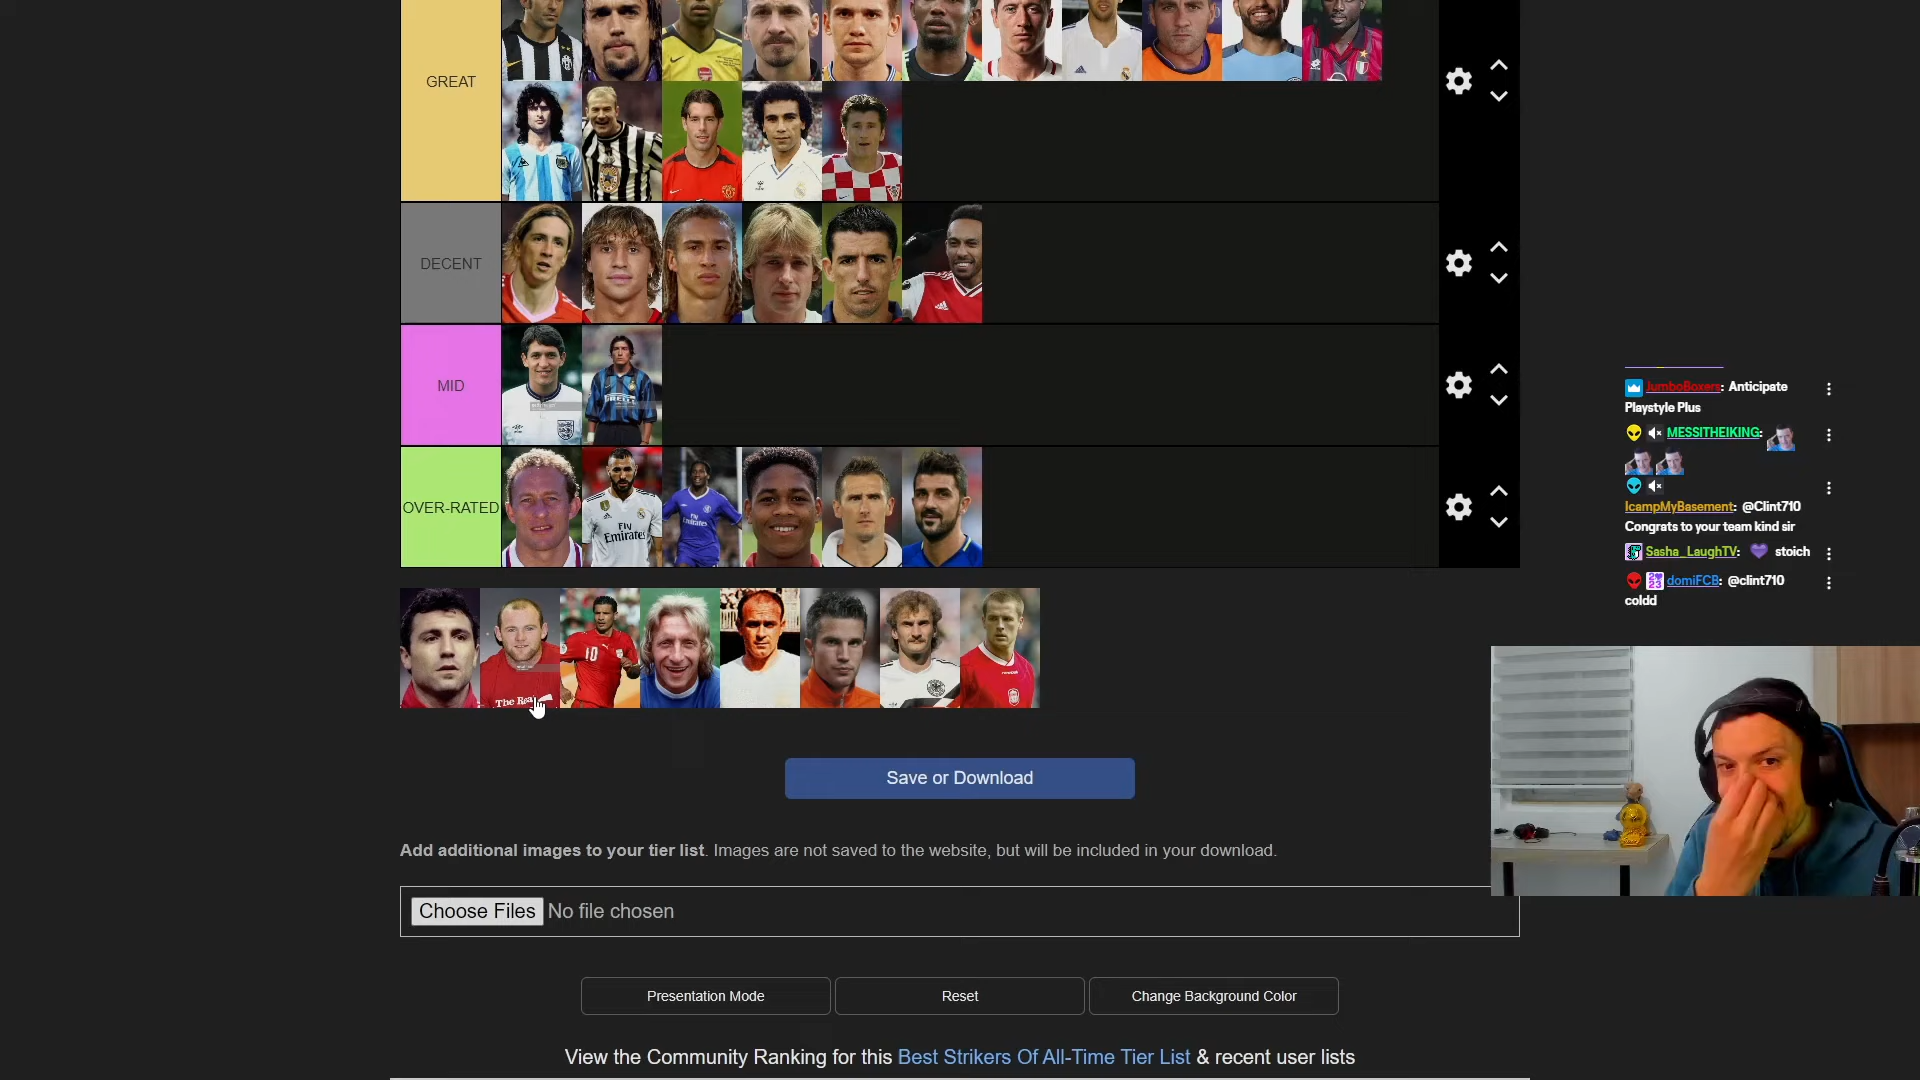 GREAT
DECENT
MID
OVER-RATED
Fly
Emirates
JumboBoxers: Anticipate
Playstyle Plus
MESSITHEIKING:
IcampMyBasement: @Clint710
Congrats to your team kind sir
Sasha_LaughTV: 💜 stoich
domiFCB: @clint710
coldd
10
Save or Download
Add additional images to your tier list. Images are not saved to the website, but will be included in your download.
Choose Files No file chosen
Presentation Mode
Reset
Change Background Color
View the Community Ranking for this Best Strikers Of All-Time Tier List & recent user lists